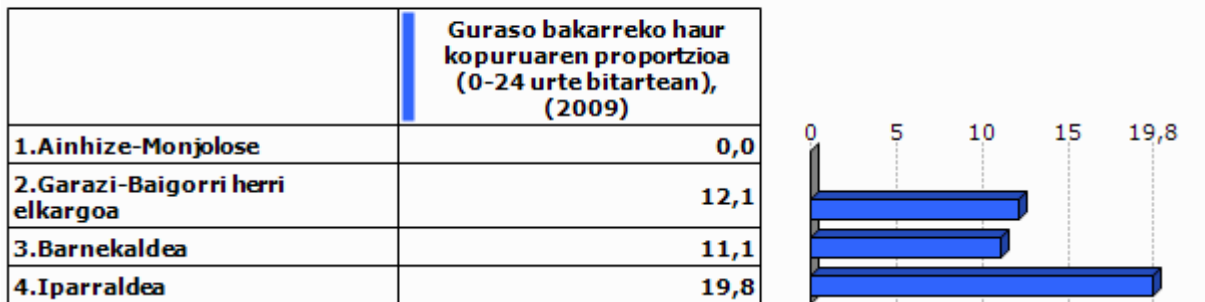 Guraso bakarreko haur
kopuruaren proportzioa
(0-24 urte bitartean),
(2009)
1.Ainhize-Monjolose 0,0
2.Garazi-Baigorri herri
elkargoa 12,1
3.Barnekaldea 11,1
4.Iparraldea 19,8
0 5 10 15 19,8